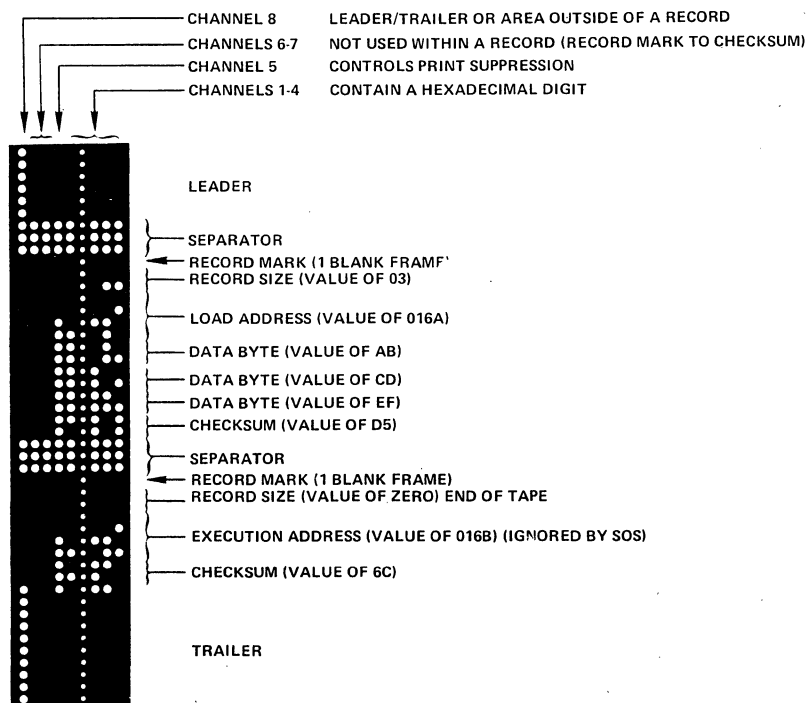 CHANNEL 8 LEADER/TRAILER OR AREA OUTSIDE OF A RECORD
CHANNELS 6-7 NOT USED WITHIN A RECORD (RECORD MARK TO CHECKSUM)
CHANNEL 5 CONTROLS PRINT SUPPRESSION
CHANNELS 1-4 CONTAIN A HEXADECIMAL DIGIT
LEADER
SEPARATOR
RECORD MARK (1 BLANK FRAME)
RECORD SIZE (VALUE OF 03)
LOAD ADDRESS (VALUE OF 016A)
DATA BYTE (VALUE OF AB)
DATA BYTE (VALUE OF CD)
DATA BYTE (VALUE OF EF)
CHECKSUM (VALUE OF D5)
SEPARATOR
RECORD MARK (1 BLANK FRAME)
RECORD SIZE (VALUE OF ZERO) END OF TAPE
EXECUTION ADDRESS (VALUE OF 016B) (IGNORED BY SOS)
CHECKSUM (VALUE OF 6C)
TRAILER